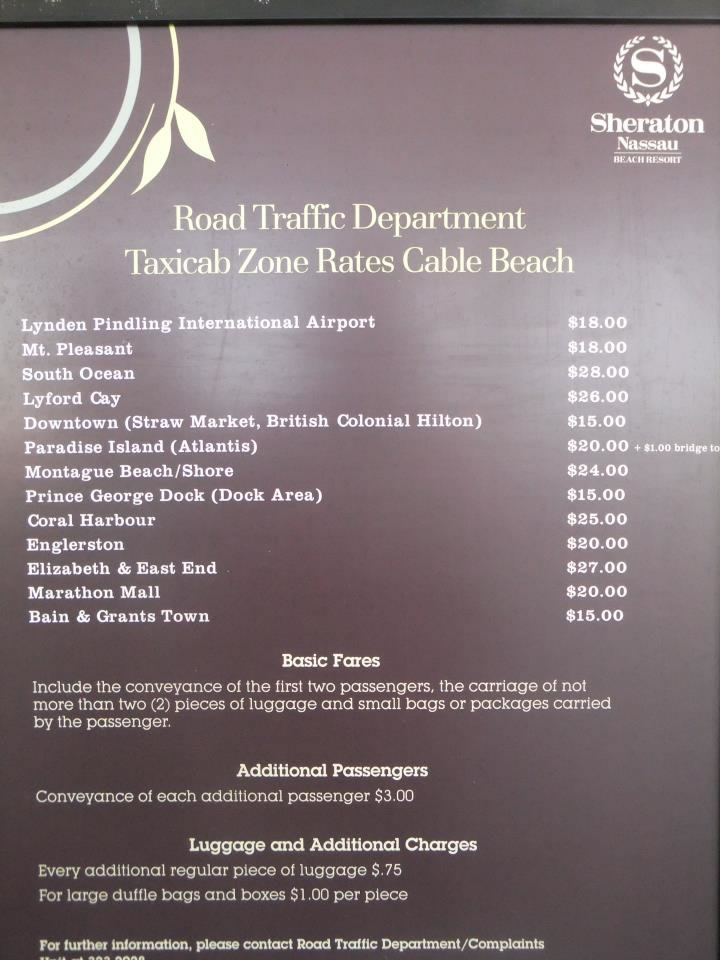 S
Sheraton
Nassau
BEACH RESORT
Road Traffic Department
Taxicab Zone Rates Cable Beach
Lynden Pindling International Airport $18.00
Mt. Pleasant $18.00
South Ocean $28.00
Lyford Cay $26.00
Downtown (Straw Market, British Colonial Hilton) $15.00
Paradise Island (Atlantis) $20.00 + $1.00 bridge to
Montague Beach/Shore $24.00
Prince George Dock (Dock Area) $15.00
Coral Harbour $25.00
Englerston $20.00
Elizabeth & East End $27.00
Marathon Mall $20.00
Bain & Grants Town $15.00
Basic Fares
Include the conveyance of the first two passengers, the carriage of not
more than two (2) pieces of luggage and small bags or packages carried
by the passenger.
Additional Passengers
Conveyance of each additional passenger $3.00
Luggage and Additional Charges
Every additional regular piece of luggage $.75
For large duffle bags and boxes $1.00 per piece
For further information, please contact Road Traffic Department/Complaints
Unit at